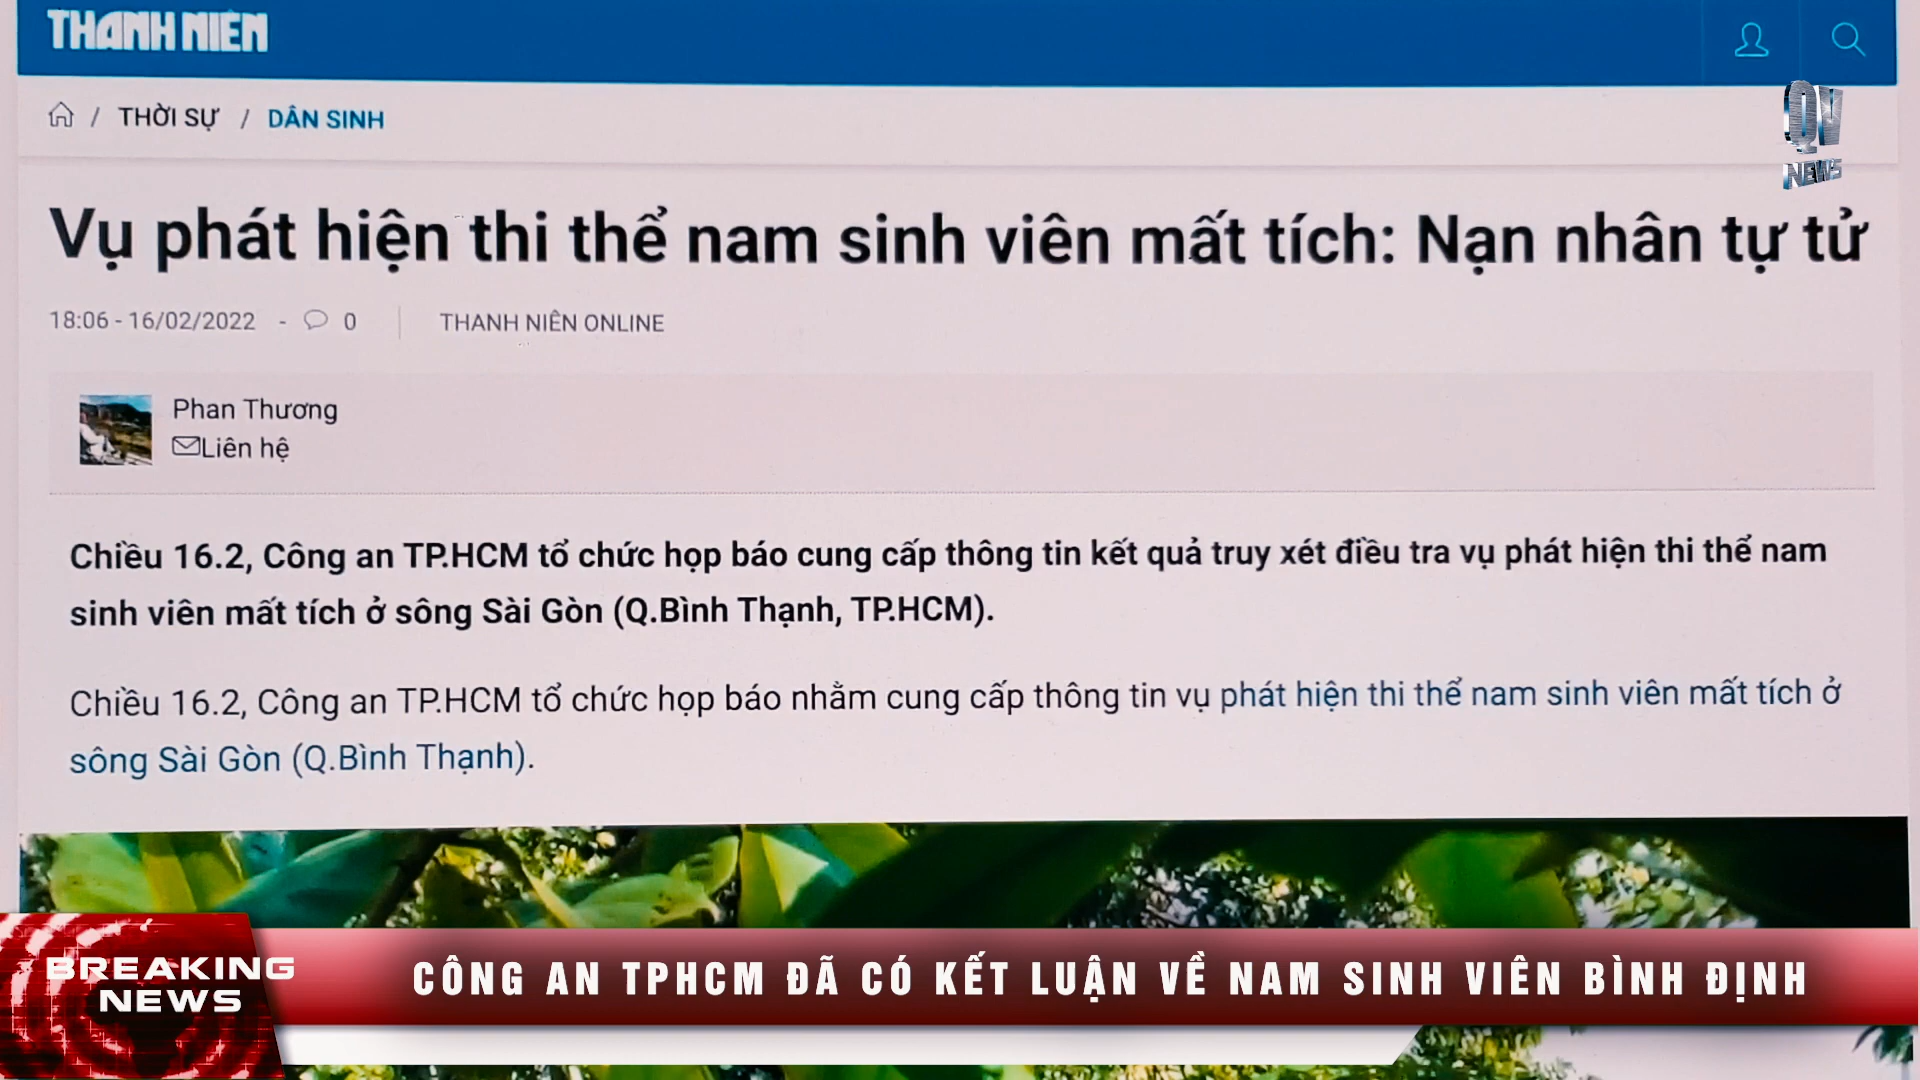 THANH NIÊN
/ THỜI SỰ / DÂN SINH
QV
NEWS
Vụ phát hiện thi thể nam sinh viên mất tích: Nạn nhân tự tử
18:06 - 16/02/2022 - 0 THANH NIÊN ONLINE
Phan Thương
Liên hệ
Chiều 16.2, Công an TP.HCM tổ chức họp báo cung cấp thông tin kết quả truy xét điều tra vụ phát hiện thi thể nam
sinh viên mất tích ở sông Sài Gòn (Q.Bình Thạnh, TP.HCM).
Chiều 16.2, Công an TP.HCM tổ chức họp báo nhằm cung cấp thông tin vụ phát hiện thi thể nam sinh viên mất tích ở
sông Sài Gòn (Q.Bình Thạnh).
BREAKING
NEWS
CÔNG AN TPHCM ĐÃ CÓ KẾT LUẬN VỀ NAM SINH VIÊN BÌNH ĐỊNH